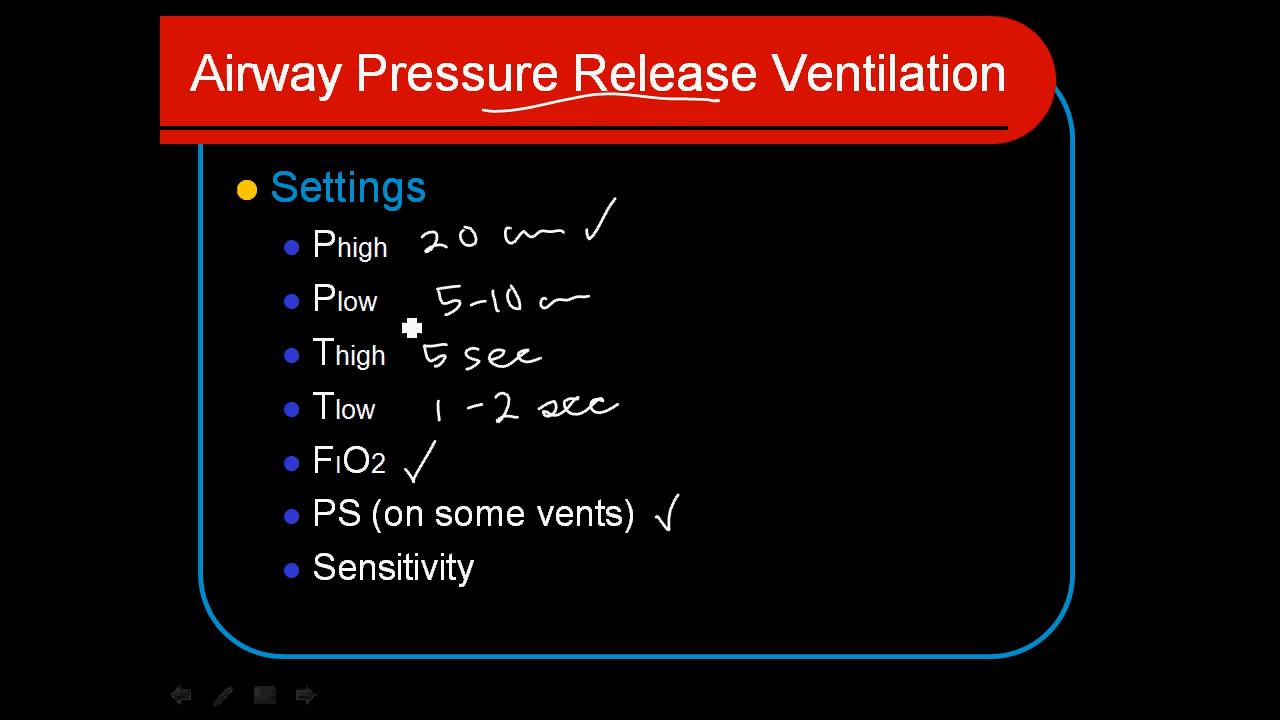 Airway Pressure Release Ventilation
Settings
Phigh 20 cm ✓
Plow 5-10 cm
Thigh 5 sec
Tlow 1-2 sec
FIO2 ✓
PS (on some vents) ✓
Sensitivity